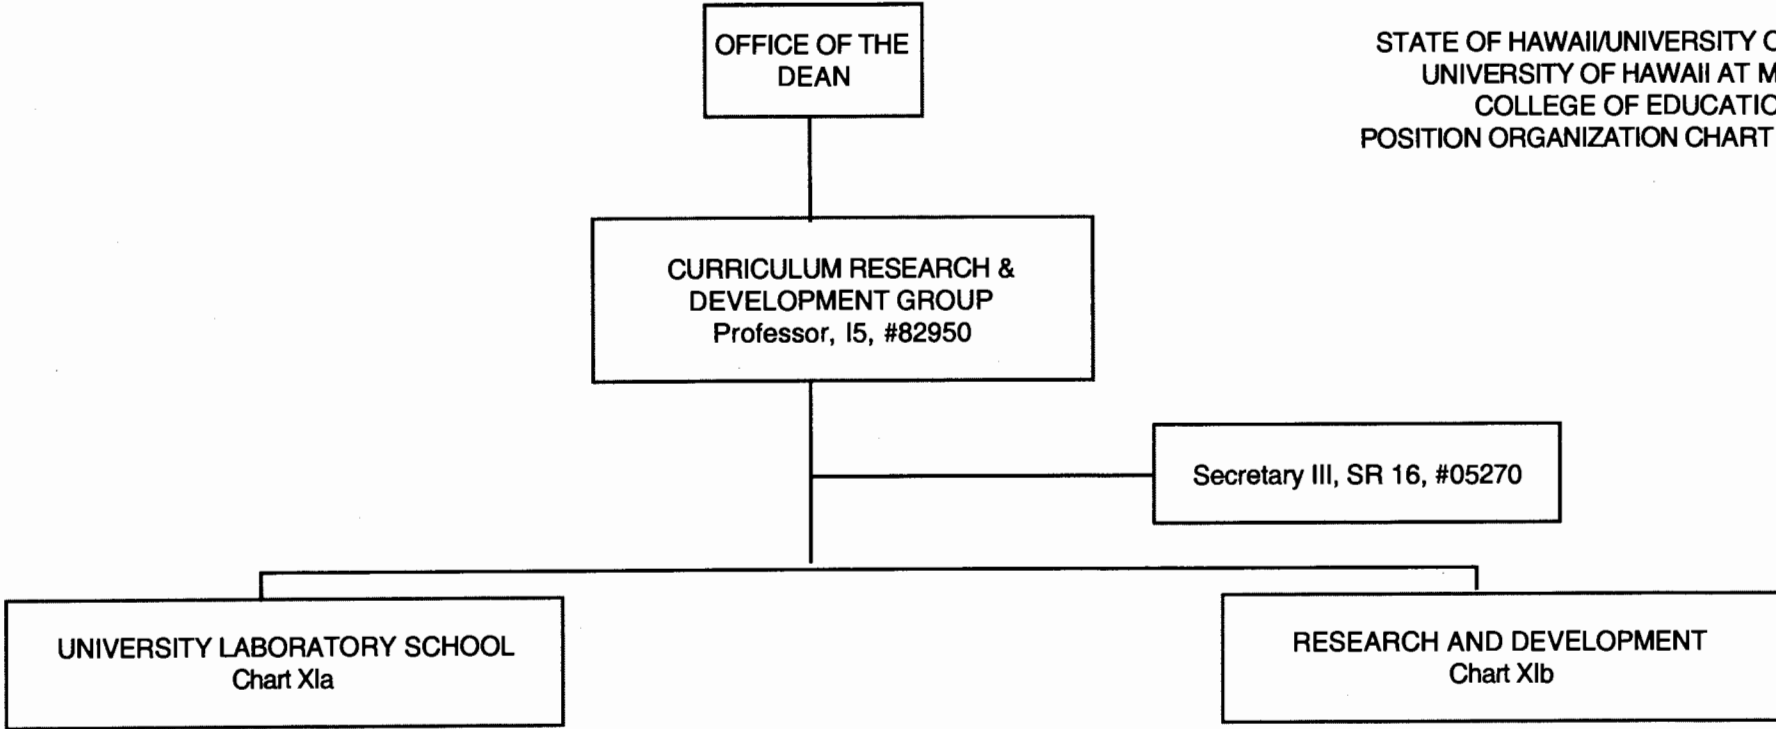 OFFICE OF THE
DEAN
STATE OF HAWAII/UNIVERSITY
UNIVERSITY OF HAWAII AT
COLLEGE OF
POSITION ORGANIZATION CHART
CURRICULUM RESEARCH &
DEVELOPMENT GROUP
Professor, I5, #82950
Secretary III, SR 16, #05270
UNIVERSITY LABORATORY SCHOOL
Chart XIa
RESEARCH AND DEVELOPMENT
Chart XIb